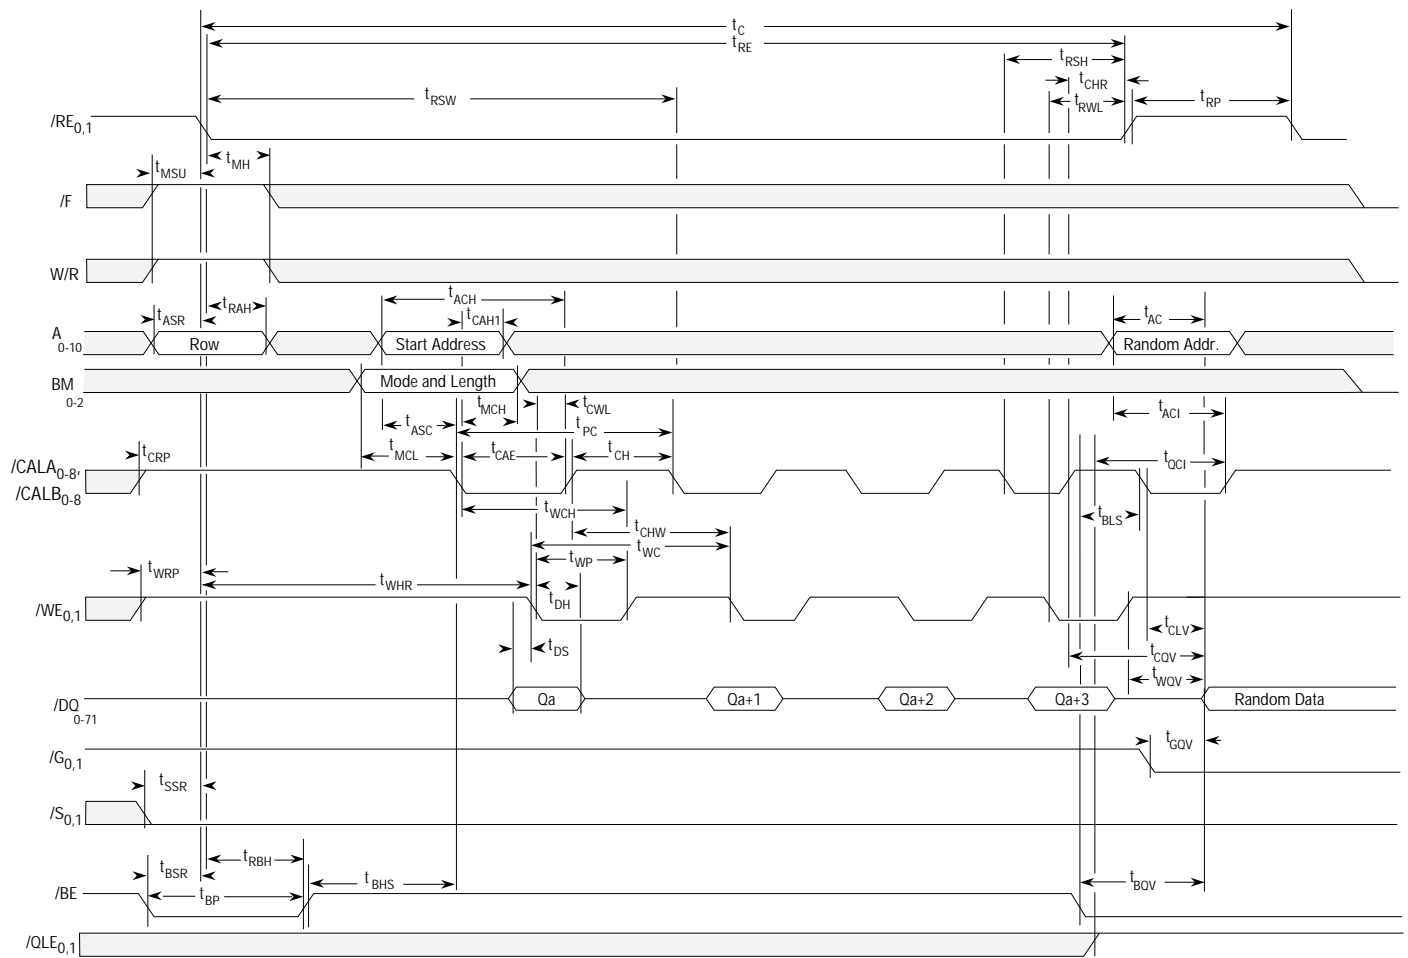 tC
tRE
tRSH
tCHR
tRSW
tRWL
tRP
/RE0,1
tMSU
tMH
/F
W/R
tACH
tRAH
tASR
tCAH1
tAC
A0-10
Row
Start Address
Random Addr.
BM0-2
Mode and Length
tMCH
tCWL
tACI
tASC
tPC
tCRP
tMCL
tCAE
tCH
tQCI
/CALA0-8,
/CALB0-8
tWCH
tBLS
tCHW
tWC
tWP
tWRP
tWHR
tDH
/WE0,1
tCLV
tDS
tCQV
tWQV
/DQ0-71
Qa
Qa+1
Qa+2
Qa+3
Random Data
tGQV
/G0,1
tSSR
/S0,1
tRBH
tBSR
tBHS
tBQV
/BE
tBP
/QLE0,1